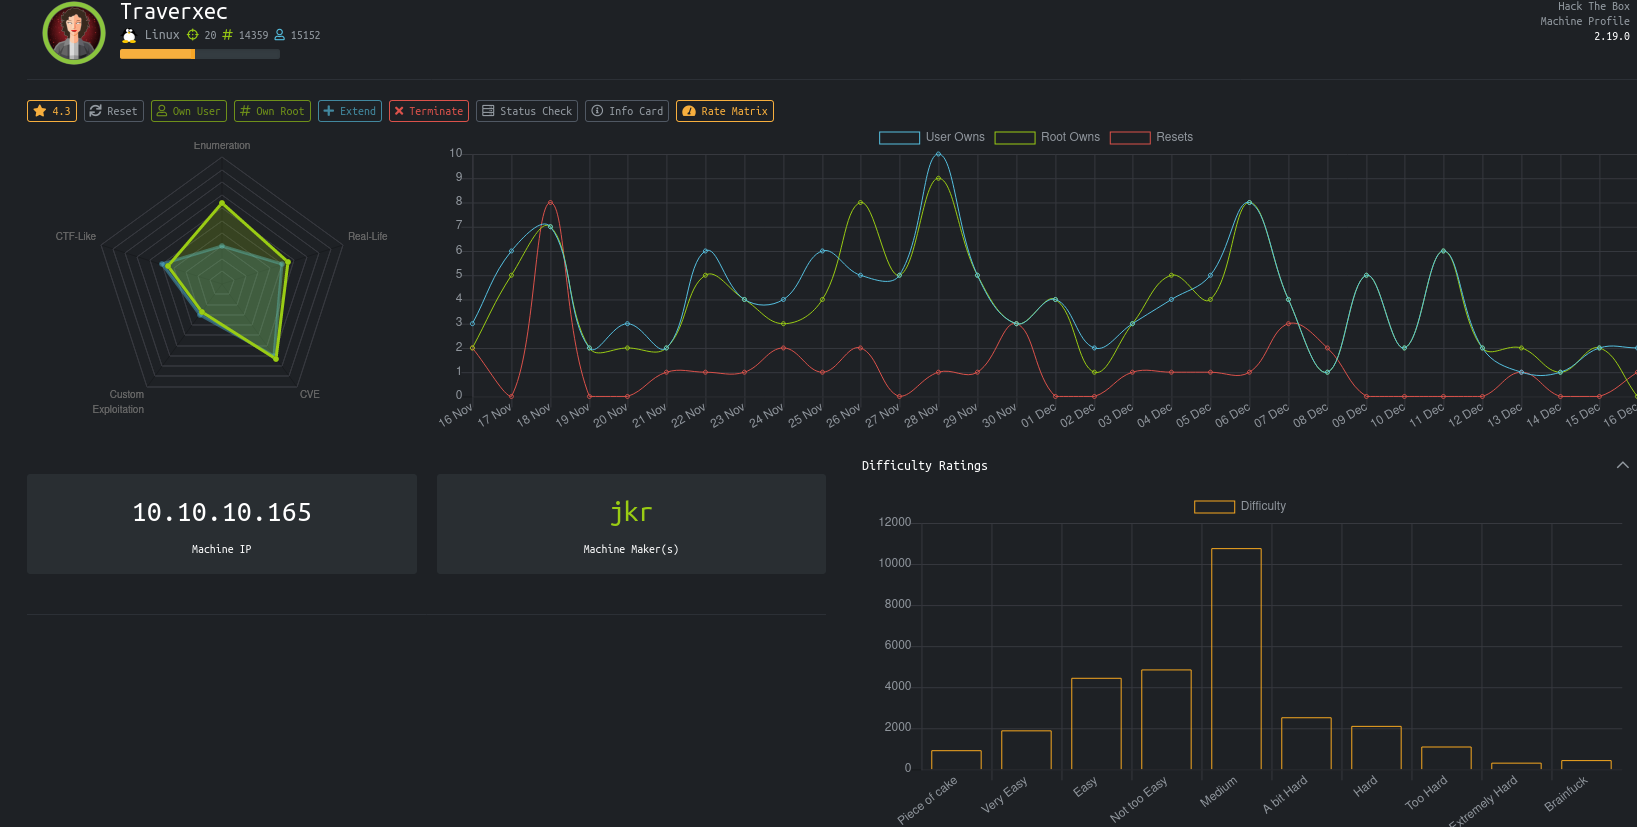 Traverxec
Linux 20 14359 15152
Hack The Box
Machine Profile
2.19.0
4.3 Reset Own User Own Root Extend Terminate Status Check Info Card Rate Matrix
Enumeration
CTF-Like
Real-Life
Custom
Exploitation
CVE
User Owns Root Owns Resets
10
9
8
7
6
5
4
3
2
1
0
16 Nov 17 Nov 18 Nov 19 Nov 20 Nov 21 Nov 22 Nov 23 Nov 24 Nov 25 Nov 26 Nov 27 Nov 28 Nov 29 Nov 30 Nov 01 Dec 02 Dec 03 Dec 04 Dec 05 Dec 06 Dec 07 Dec 08 Dec 09 Dec 10 Dec 11 Dec 12 Dec 13 Dec 14 Dec 15 Dec 16 Dec
10.10.10.165
Machine IP
jkr
Machine Maker(s)
Difficulty Ratings
Difficulty
12000
10000
8000
6000
4000
2000
0
Piece of cake Very Easy Easy Not too Easy Medium A bit Hard Hard Too Hard Extremely Hard Brainfuck